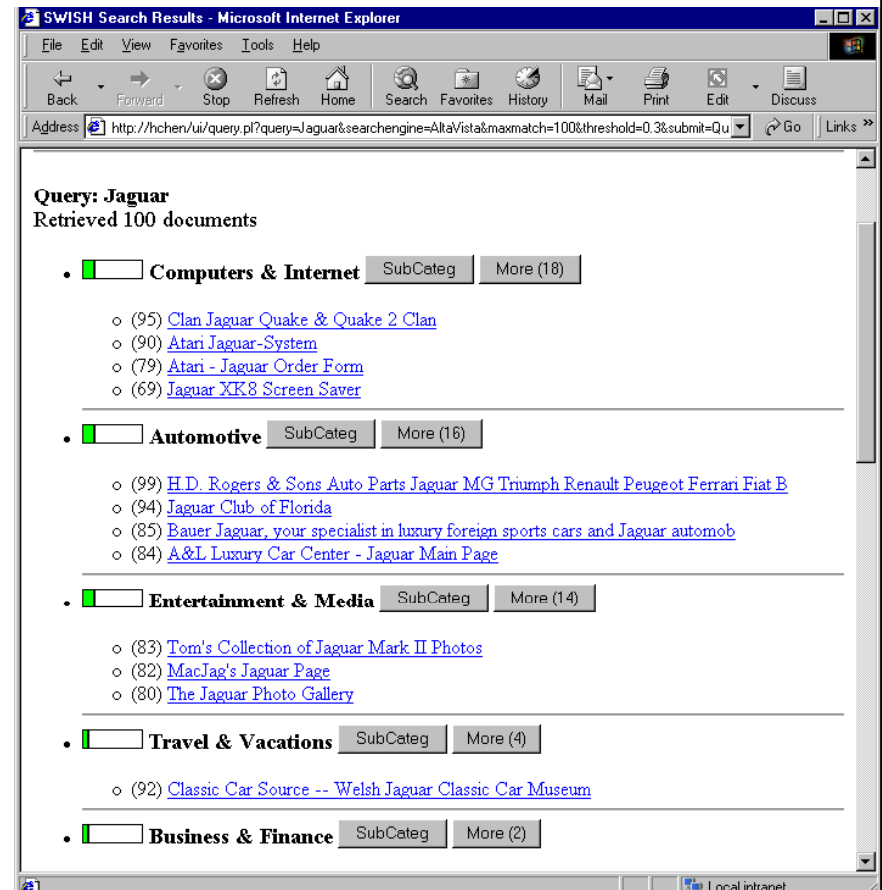 SWISH Search Results - Microsoft Internet Explorer
File Edit View Favorites Tools Help
Back Forward Stop Refresh Home Search Favorites History Mail Print Edit Discuss
Address http://hchen/ui/query.pl?query=Jaguar&searchengine=AltaVista&maxmatch=100&threshold=0.3&submit=Qu Go Links »
Query: Jaguar
Retrieved 100 documents
Computers & Internet SubCateg More (18)
(95) Clan Jaguar Quake & Quake 2 Clan
(90) Atari Jaguar-System
(79) Atari - Jaguar Order Form
(69) Jaguar XK8 Screen Saver
Automotive SubCateg More (16)
(99) H.D. Rogers & Sons Auto Parts Jaguar MG Triumph Renault Peugeot Ferrari Fiat B
(94) Jaguar Club of Florida
(85) Bauer Jaguar, your specialist in luxury foreign sports cars and Jaguar automob
(84) A&L Luxury Car Center - Jaguar Main Page
Entertainment & Media SubCateg More (14)
(83) Tom's Collection of Jaguar Mark II Photos
(82) MacJag's Jaguar Page
(80) The Jaguar Photo Gallery
Travel & Vacations SubCateg More (4)
(92) Classic Car Source -- Welsh Jaguar Classic Car Museum
Business & Finance SubCateg More (2)
Local intranet